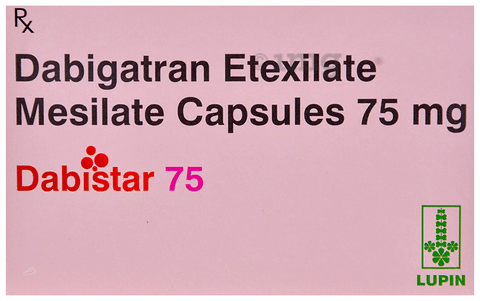 Rx
Dabigatran Etexilate
Mesilate Capsules 75 mg
Dabistar 75
LUPIN